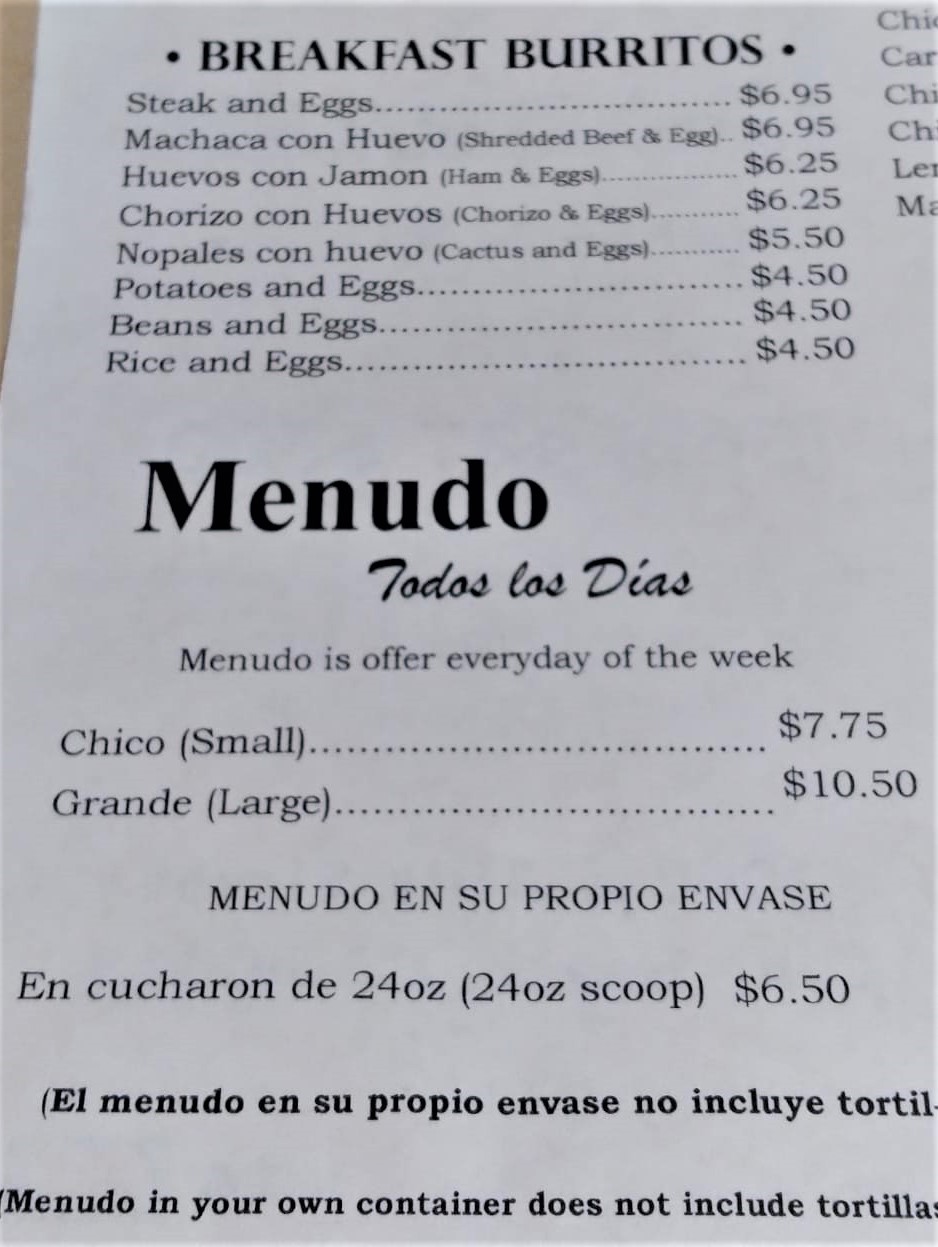 • BREAKFAST BURRITOS •
Steak and Eggs................................ $6.95
Machaca con Huevo (Shredded Beef & Egg).. $6.95
Huevos con Jamon (Ham & Eggs)................ $6.25
Chorizo con Huevos (Chorizo & Eggs)........... $6.25
Nopales con huevo (Cactus and Eggs)........... $5.50
Potatoes and Eggs............................. $4.50
Beans and Eggs................................ $4.50
Rice and Eggs.................................. $4.50
Menudo
Todos los Días
Menudo is offer everyday of the week
Chico (Small)................................... $7.75
Grande (Large)................................. $10.50
MENUDO EN SU PROPIO ENVASE
En cucharon de 24oz (24oz scoop) $6.50
(El menudo en su propio envase no incluye tortil-
(Menudo in your own container does not include tortillas